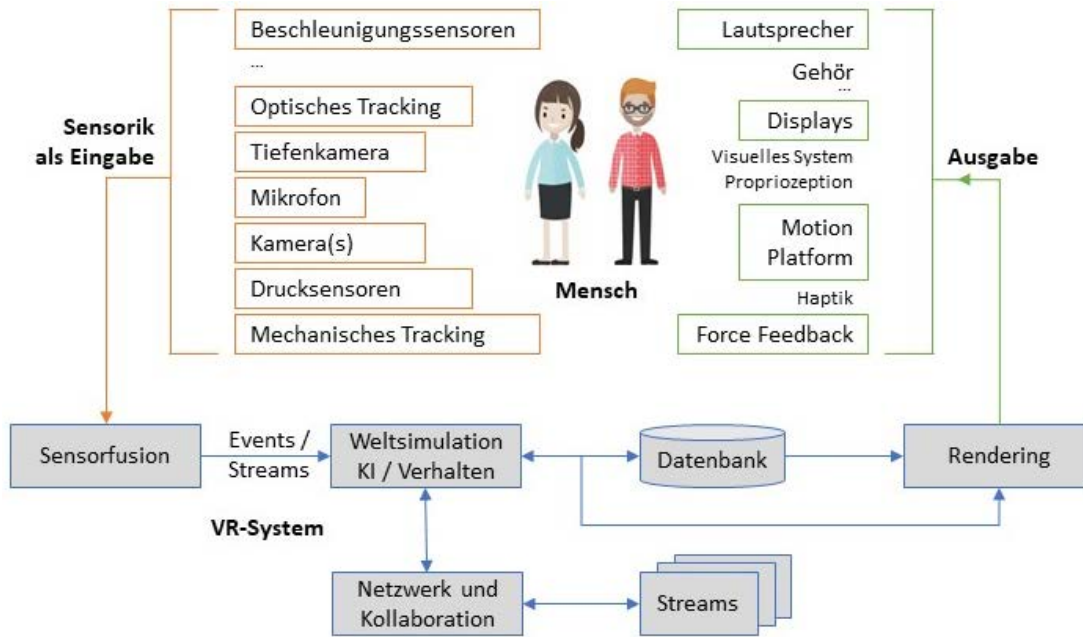 Sensorik
als Eingabe
Beschleunigungssensoren
...
Optisches Tracking
Tiefenkamera
Mikrofon
Kamera(s)
Drucksensoren
Mechanisches Tracking
Mensch
Lautsprecher
Gehör
...
Displays
Visuelles System
Propriozeption
Motion
Platform
Haptik
Force Feedback
Ausgabe
Sensorfusion
Events /
Streams
Weltsimulation
KI / Verhalten
Datenbank
Rendering
VR-System
Netzwerk und
Kollaboration
Streams